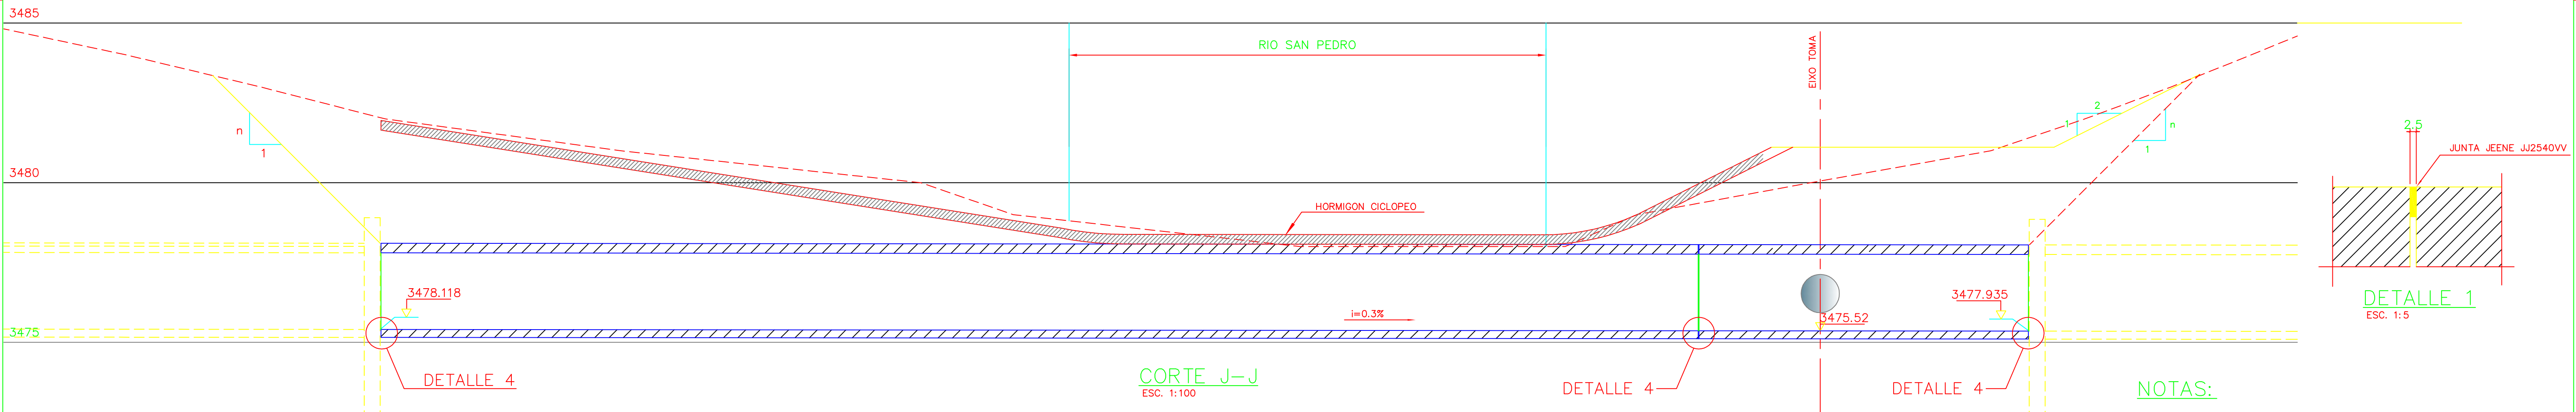 3485
RIO SAN PEDRO
EIXO TOMA
n
1
2
1
n
1
2.5
JUNTA JEENE JJ2540VV
3480
HORMIGON CICLOPEO
3478.118
3477.935
i=0.3%
3475.52
3475
DETALLE 1
ESC. 1:5
DETALLE 4
CORTE J-J
ESC. 1:100
DETALLE 4
DETALLE 4
NOTAS: